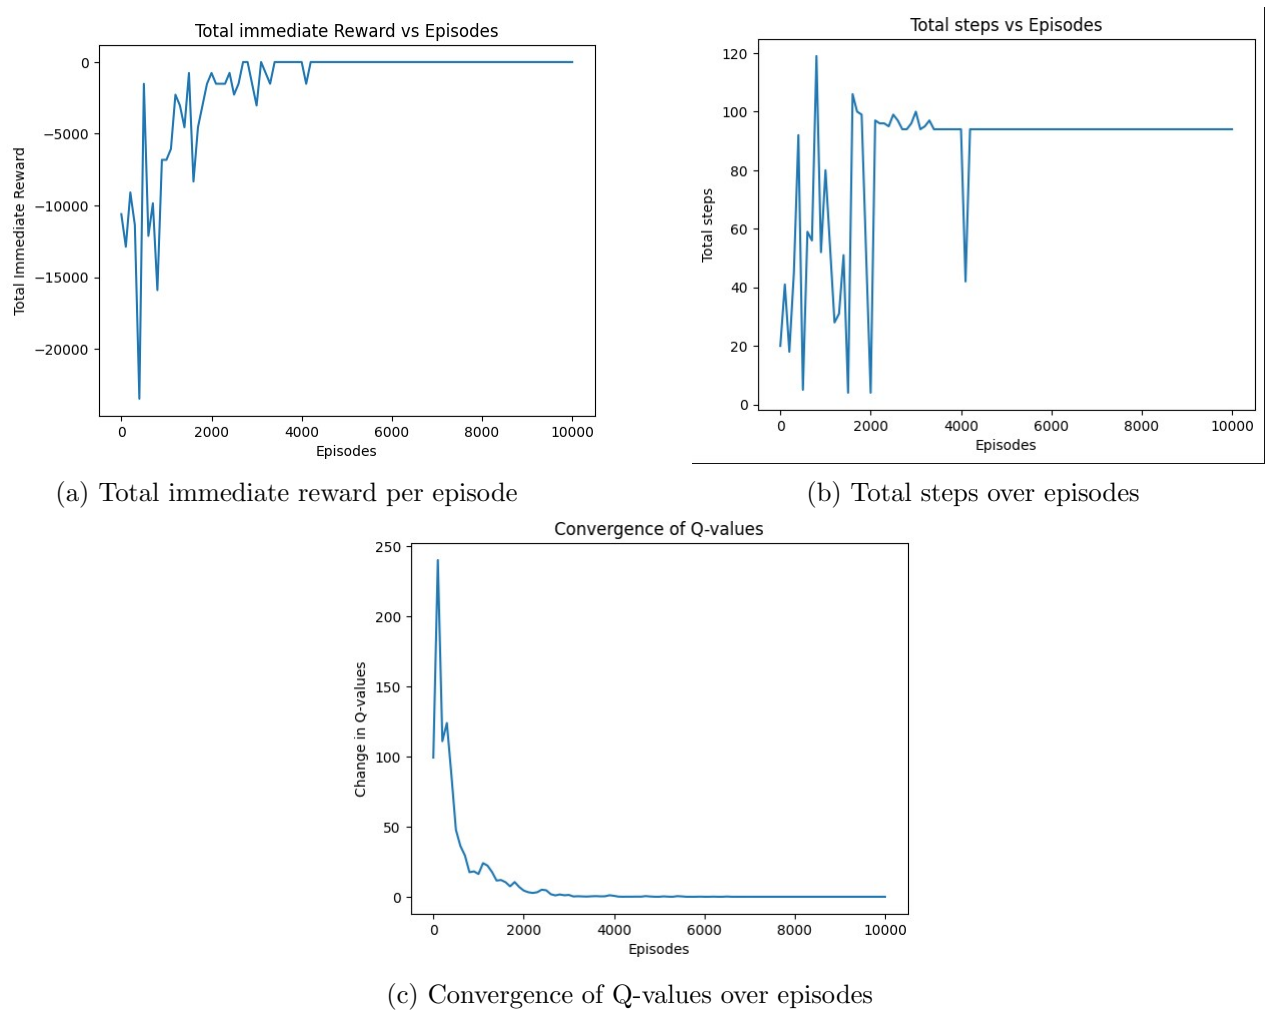 Total immediate Reward vs Episodes
Total Immediate Reward
0
−5000
−10000
−15000
−20000
0 2000 4000 6000 8000 10000
Episodes
(a) Total immediate reward per episode
Total steps vs Episodes
Total steps
120
100
80
60
40
20
0
0 2000 4000 6000 8000 10000
Episodes
(b) Total steps over episodes
Convergence of Q-values
Change in Q-values
250
200
150
100
50
0
0 2000 4000 6000 8000 10000
Episodes
(c) Convergence of Q-values over episodes